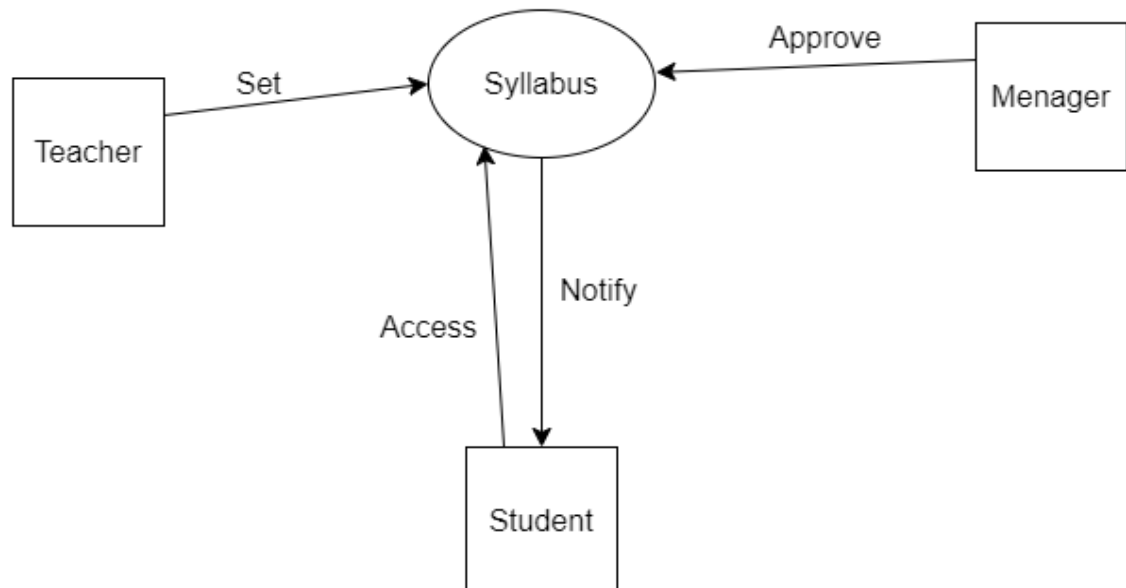 Approve
Set
Syllabus
Menager
Teacher
Notify
Access
Student